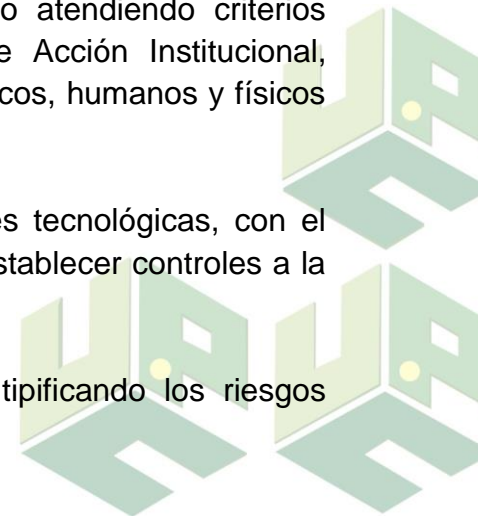 o atendiendo criterios
e Acción Institucional,
cos, humanos y físicos
es tecnológicas, con el
stablecer controles a la
tipificando los riesgos